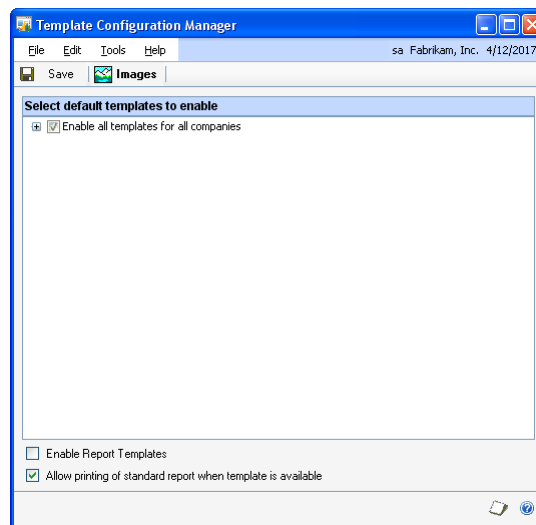 Template Configuration Manager
File Edit Tools Help sa Fabrikam, Inc. 4/12/2017
Save Images
Select default templates to enable
Enable all templates for all companies
Enable Report Templates
Allow printing of standard report when template is available